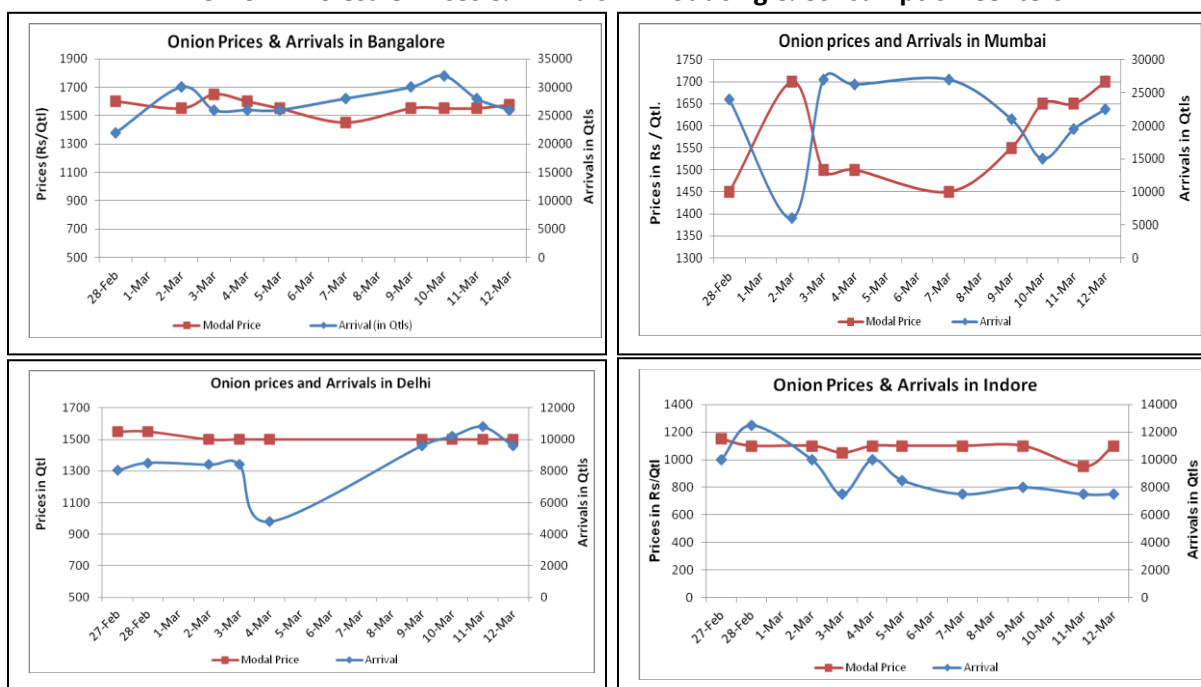 Onion Prices & Arrivals in Bangalore
Prices (Rs/Qtl)
1900
1700
1500
1300
1100
900
700
500
35000
30000
25000
20000
15000
10000
5000
0
Arrivals in Qtls
28-Feb
1-Mar
2-Mar
3-Mar
4-Mar
5-Mar
6-Mar
7-Mar
8-Mar
9-Mar
10-Mar
11-Mar
12-Mar
Modal Price
Arrival (in Qtls)
Onion prices and Arrivals in Mumbai
Prices in Rs / Qtl.
1750
1700
1650
1600
1550
1500
1450
1400
1350
1300
30000
25000
20000
15000
10000
5000
0
Arrivals in Qtls
28-Feb
1-Mar
2-Mar
3-Mar
4-Mar
5-Mar
6-Mar
7-Mar
8-Mar
9-Mar
10-Mar
11-Mar
12-Mar
Modal Price
Arrival
Onion prices and Arrivals in Delhi
Prices in Qtl
1700
1500
1300
1100
900
700
500
12000
10000
8000
6000
4000
2000
0
Arrivals in Qtls
27-Feb
28-Feb
1-Mar
2-Mar
3-Mar
4-Mar
5-Mar
6-Mar
7-Mar
8-Mar
9-Mar
10-Mar
11-Mar
12-Mar
Modal Price
Arrival
Onion Prices & Arrivals in Indore
Prices in Rs/Qtl
1400
1200
1000
800
600
400
200
0
14000
12000
10000
8000
6000
4000
2000
0
Arrivals in Qtls
27-Feb
28-Feb
1-Mar
2-Mar
3-Mar
4-Mar
5-Mar
6-Mar
7-Mar
8-Mar
9-Mar
10-Mar
11-Mar
12-Mar
Modal Price
Arrival